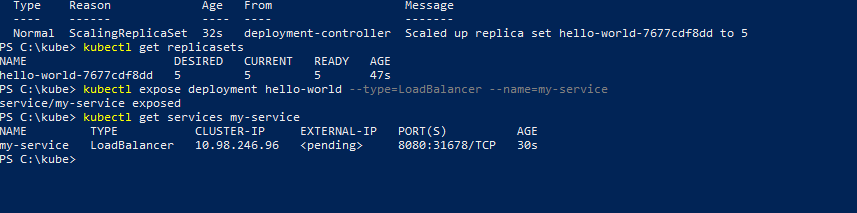 Type Reason Age From Message
---- ------ ---- ---- -------
Normal ScalingReplicaSet 32s deployment-controller Scaled up replica set hello-world-7677cdf8dd to 5
PS C:\kube> kubectl get replicasets
NAME DESIRED CURRENT READY AGE
hello-world-7677cdf8dd 5 5 5 47s
PS C:\kube> kubectl expose deployment hello-world --type=LoadBalancer --name=my-service
service/my-service exposed
PS C:\kube> kubectl get services my-service
NAME TYPE CLUSTER-IP EXTERNAL-IP PORT(S) AGE
my-service LoadBalancer 10.98.246.96 <pending> 8080:31678/TCP 30s
PS C:\kube>